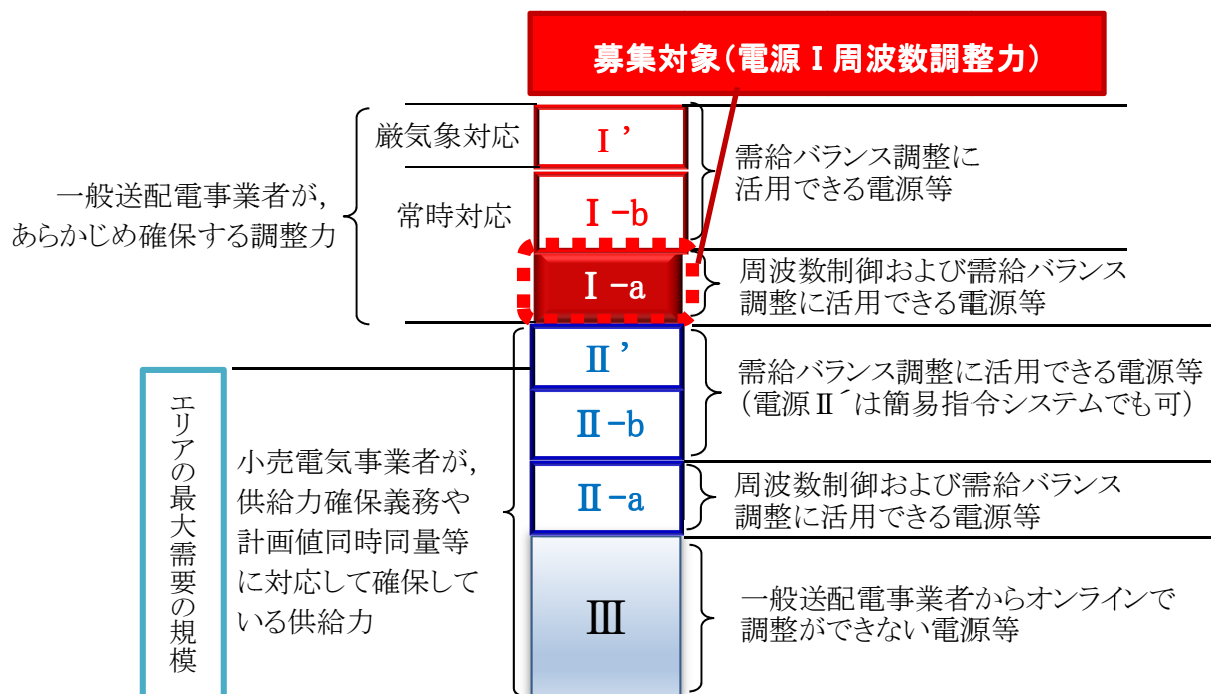 募集対象(電源Ⅰ周波数調整力)
厳気象対応
Ⅰ’
需給バランス調整に
活用できる電源等
一般送配電事業者が,
あらかじめ確保する調整力
常時対応
Ⅰ-b
Ⅰ-a
周波数制御および需給バランス
調整に活用できる電源等
Ⅱ’
需給バランス調整に活用できる電源等
(電源Ⅱ´は簡易指令システムでも可)
Ⅱ-b
エリアの最大需要の規模
小売電気事業者が,
供給力確保義務や
計画値同時同量等
に対応して確保して
いる供給力
Ⅱ-a
周波数制御および需給バランス
調整に活用できる電源等
Ⅲ
一般送配電事業者からオンラインで
調整ができない電源等